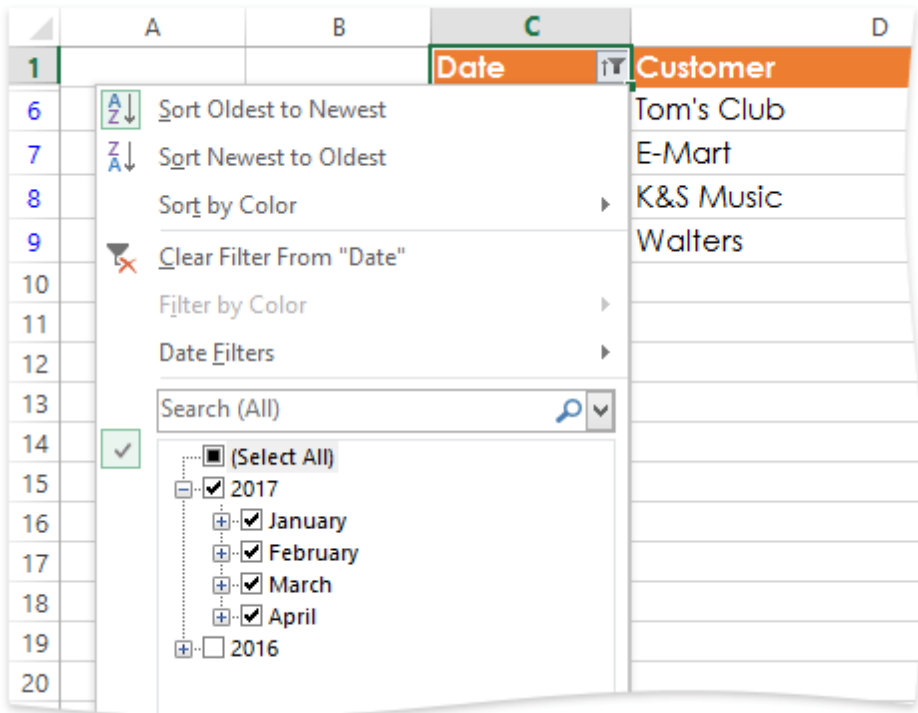 A B C D
1 Date Customer
6 Sort Oldest to Newest Tom's Club
7 Sort Newest to Oldest E-Mart
8 Sort by Color K&S Music
9 Clear Filter From "Date" Walters
10
Filter by Color
11
12 Date Filters
13 Search (All)
14 (Select All)
15 2017
16 January
17 February
18 March
April
19 2016
20